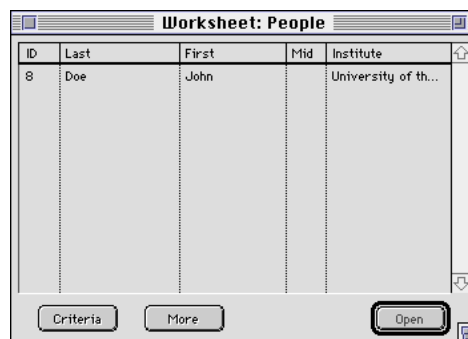 Worksheet: People
ID Last First Mid Institute
8 Doe John University of th...
Criteria More Open